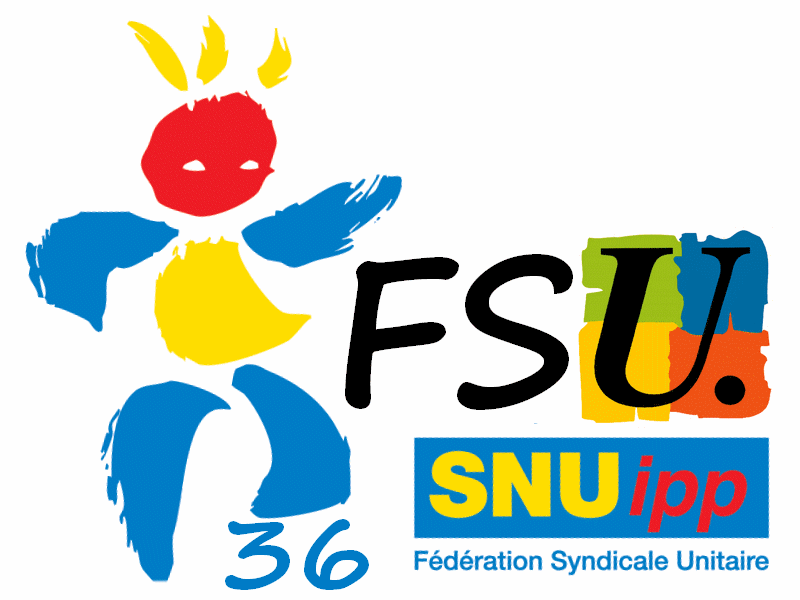 FSU.
SNUipp
Fédération Syndicale Unitaire
36